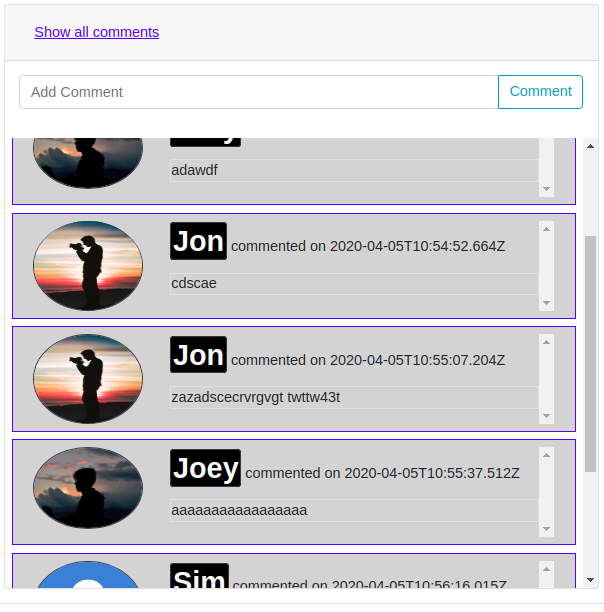 Show all comments
Add Comment
Comment
adawdf
Jon commented on 2020-04-05T10:54:52.664Z
cdscae
Jon commented on 2020-04-05T10:55:07.204Z
zazadscecrvrgvgt twttw43t
Joey commented on 2020-04-05T10:55:37.512Z
aaaaaaaaaaaaaaaaa
Sim commented on 2020-04-05T10:56:16.015Z